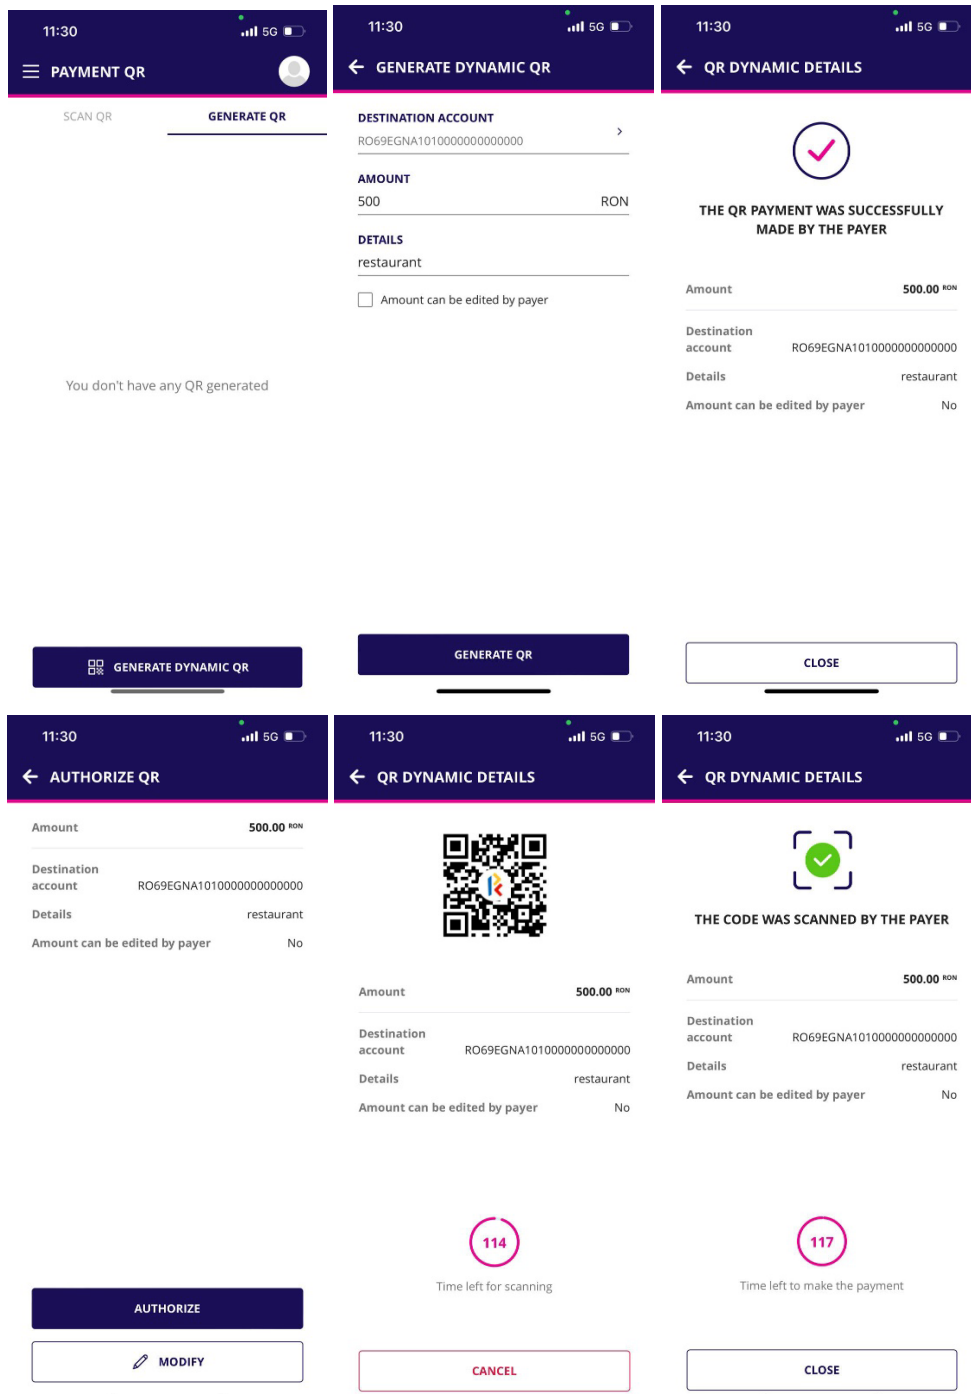 11:30
5G
PAYMENT QR
SCAN QR
GENERATE QR
You don't have any QR generated
GENERATE DYNAMIC QR
11:30
5G
GENERATE DYNAMIC QR
DESTINATION ACCOUNT
RO69EGNA1010000000000000
AMOUNT
500 RON
DETAILS
restaurant
Amount can be edited by payer
GENERATE QR
11:30
5G
QR DYNAMIC DETAILS
THE QR PAYMENT WAS SUCCESSFULLY
MADE BY THE PAYER
Amount 500.00 RON
Destination
account RO69EGNA1010000000000000
Details restaurant
Amount can be edited by payer No
CLOSE
11:30
5G
AUTHORIZE QR
Amount 500.00 RON
Destination
account RO69EGNA1010000000000000
Details restaurant
Amount can be edited by payer No
AUTHORIZE
MODIFY
11:30
5G
QR DYNAMIC DETAILS
Amount 500.00 RON
Destination
account RO69EGNA1010000000000000
Details restaurant
Amount can be edited by payer No
114
Time left for scanning
CANCEL
11:30
5G
QR DYNAMIC DETAILS
THE CODE WAS SCANNED BY THE PAYER
Amount 500.00 RON
Destination
account RO69EGNA1010000000000000
Details restaurant
Amount can be edited by payer No
117
Time left to make the payment
CLOSE